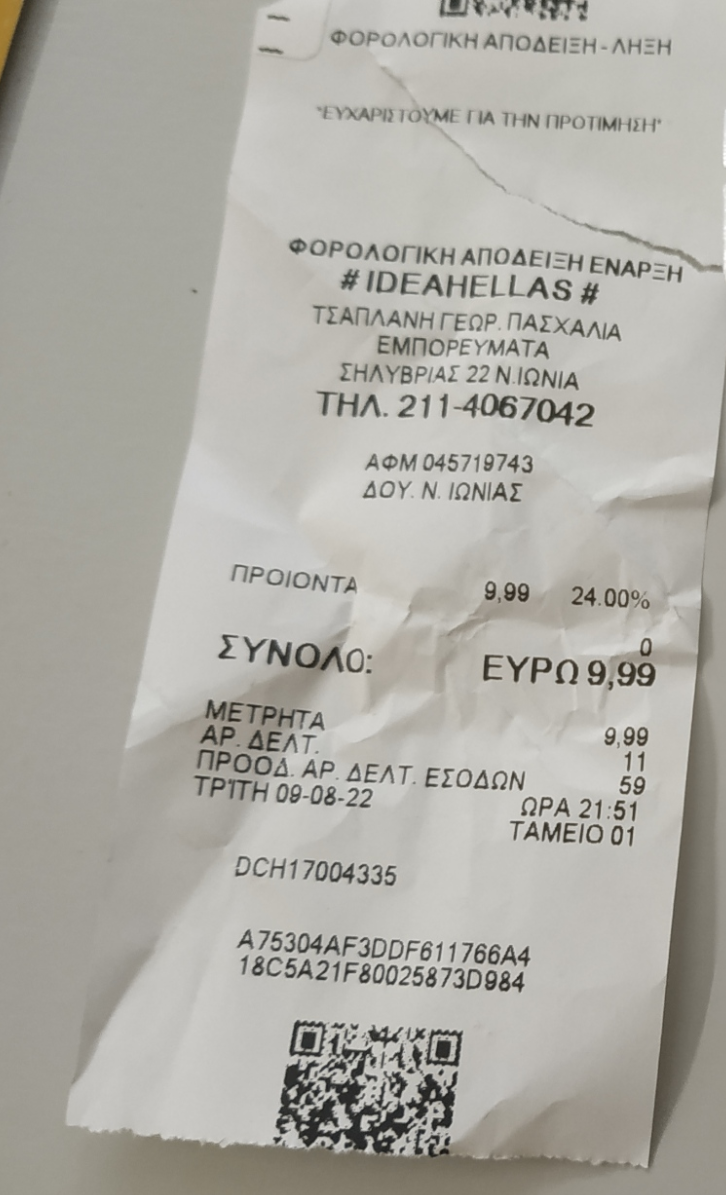 ΦΟΡΟΛΟΓΙΚΗ ΑΠΟΔΕΙΞΗ - ΛΗΞΗ
"ΕΥΧΑΡΙΣΤΟΥΜΕ ΓΙΑ ΤΗΝ ΠΡΟΤΙΜΗΣΗ"
ΦΟΡΟΛΟΓΙΚΗ ΑΠΟΔΕΙΞΗ ΕΝΑΡΞΗ
# IDEAHELLAS #
ΤΣΑΠΛΑΝΗ ΓΕΩΡ. ΠΑΣΧΑΛΙΑ
ΕΜΠΟΡΕΥΜΑΤΑ
ΣΗΛΥΒΡΙΑΣ 22 Ν.ΙΩΝΙΑ
ΤΗΛ. 211-4067042
ΑΦΜ 045719743
ΔΟΥ. Ν. ΙΩΝΙΑΣ
ΠΡΟΙΟΝΤΑ 9,99 24.00%
0
ΣΥΝΟΛΟ: ΕΥΡΩ 9,99
ΜΕΤΡΗΤΑ 9,99
ΑΡ. ΔΕΛΤ. 11
ΠΡΟΟΔ. ΑΡ. ΔΕΛΤ. ΕΣΟΔΩΝ 59
ΤΡΊΤΗ 09-08-22 ΩΡΑ 21:51
ΤΑΜΕΙΟ 01
DCH17004335
A75304AF3DDF611766A4
18C5A21F80025873D984